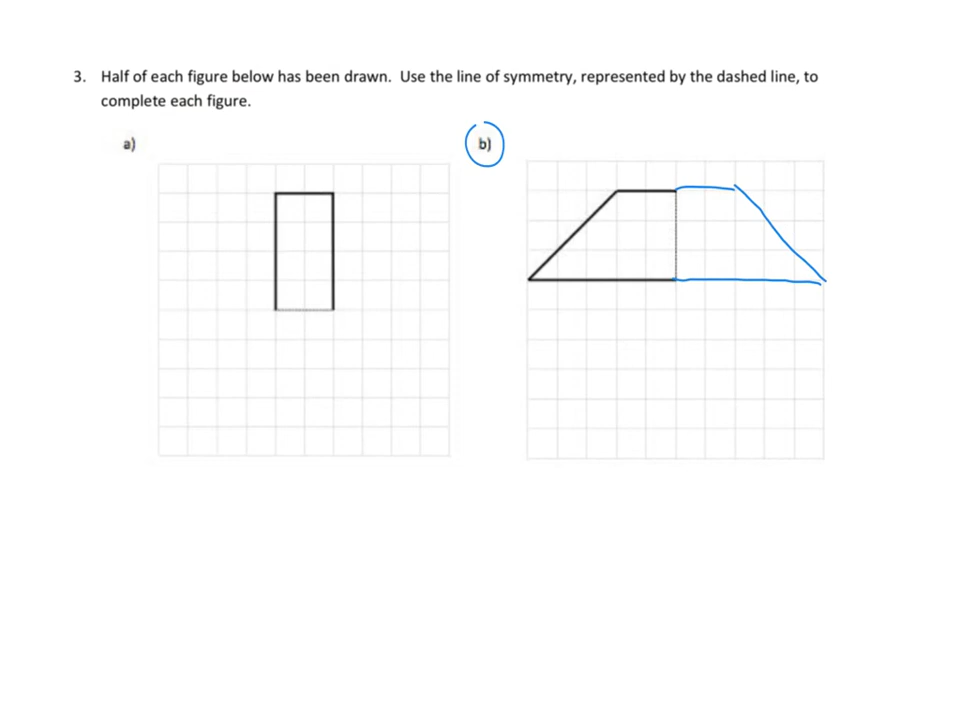 3. Half of each figure below has been drawn. Use the line of symmetry, represented by the dashed line, to
complete each figure.
a)
b)